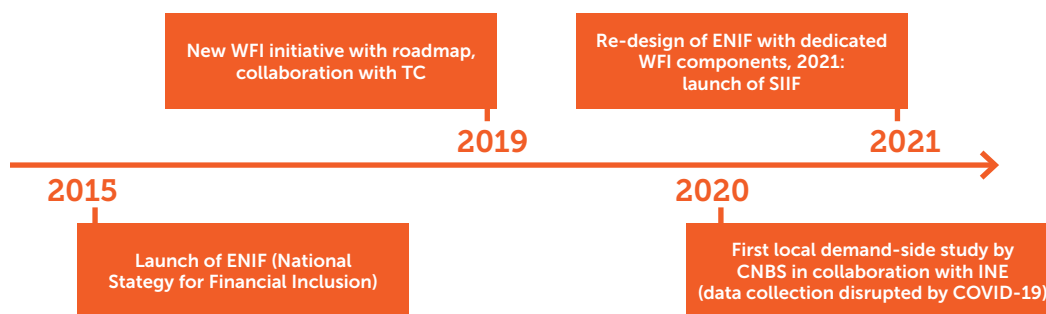 New WFI initiative with roadmap,
collaboration with TC
2019
Re-design of ENIF with dedicated
WFI components, 2021:
launch of SIIF
2021
2015
Launch of ENIF (National
Stategy for Financial Inclusion)
2020
First local demand-side study by
CNBS in collaboration with INE
(data collection disrupted by COVID-19)